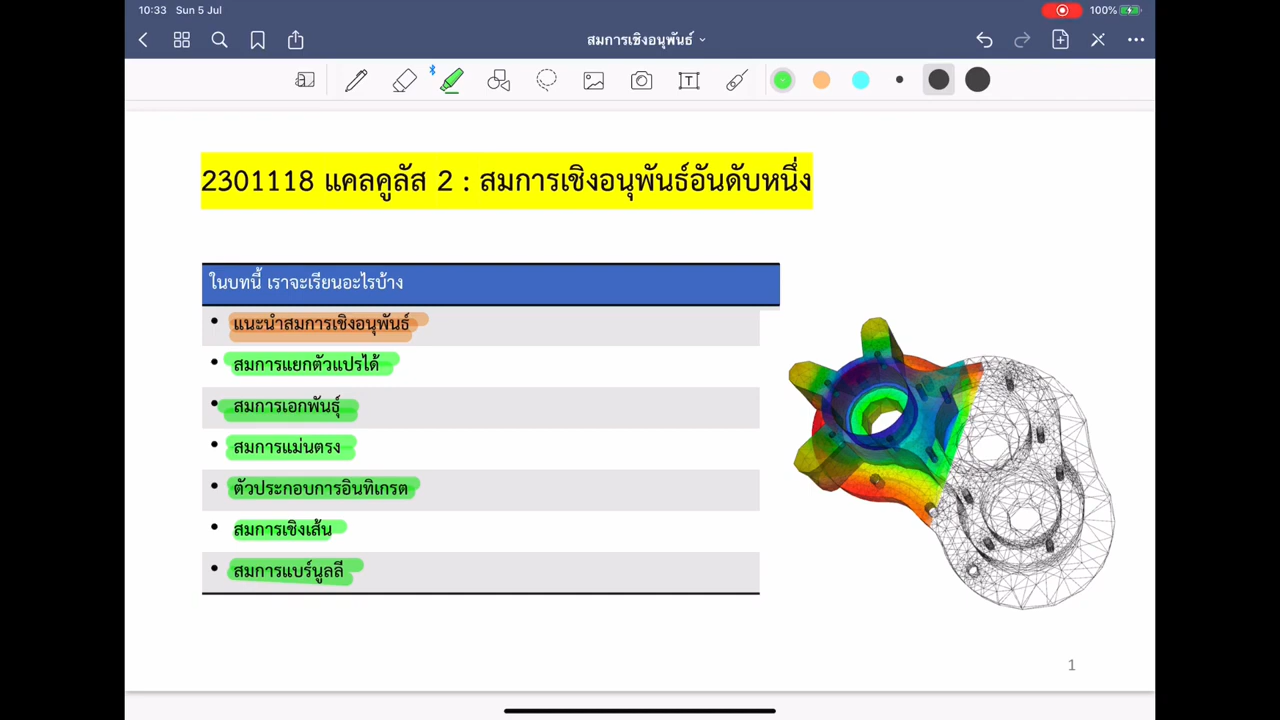 10:33 Sun 5 Jul
100%
สมการเชิงอนุพันธ์
2301118 แคลคูลัส 2 : สมการเชิงอนุพันธ์อันดับหนึ่ง
ในบทนี้ เราจะเรียนอะไรบ้าง
• แนะนำสมการเชิงอนุพันธ์
• สมการแยกตัวแปรได้
• สมการเอกพันธุ์
• สมการแม่นตรง
• ตัวประกอบการอินทิเกรต
• สมการเชิงเส้น
• สมการแบร์นูลลี
1